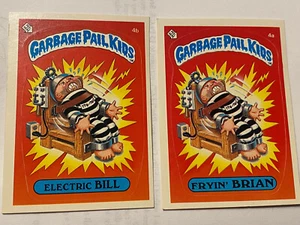 4b
GARBAGE PAIL KIDS
ELECTRIC BILL
4a
GARBAGE PAIL KIDS
FRYIN' BRIAN